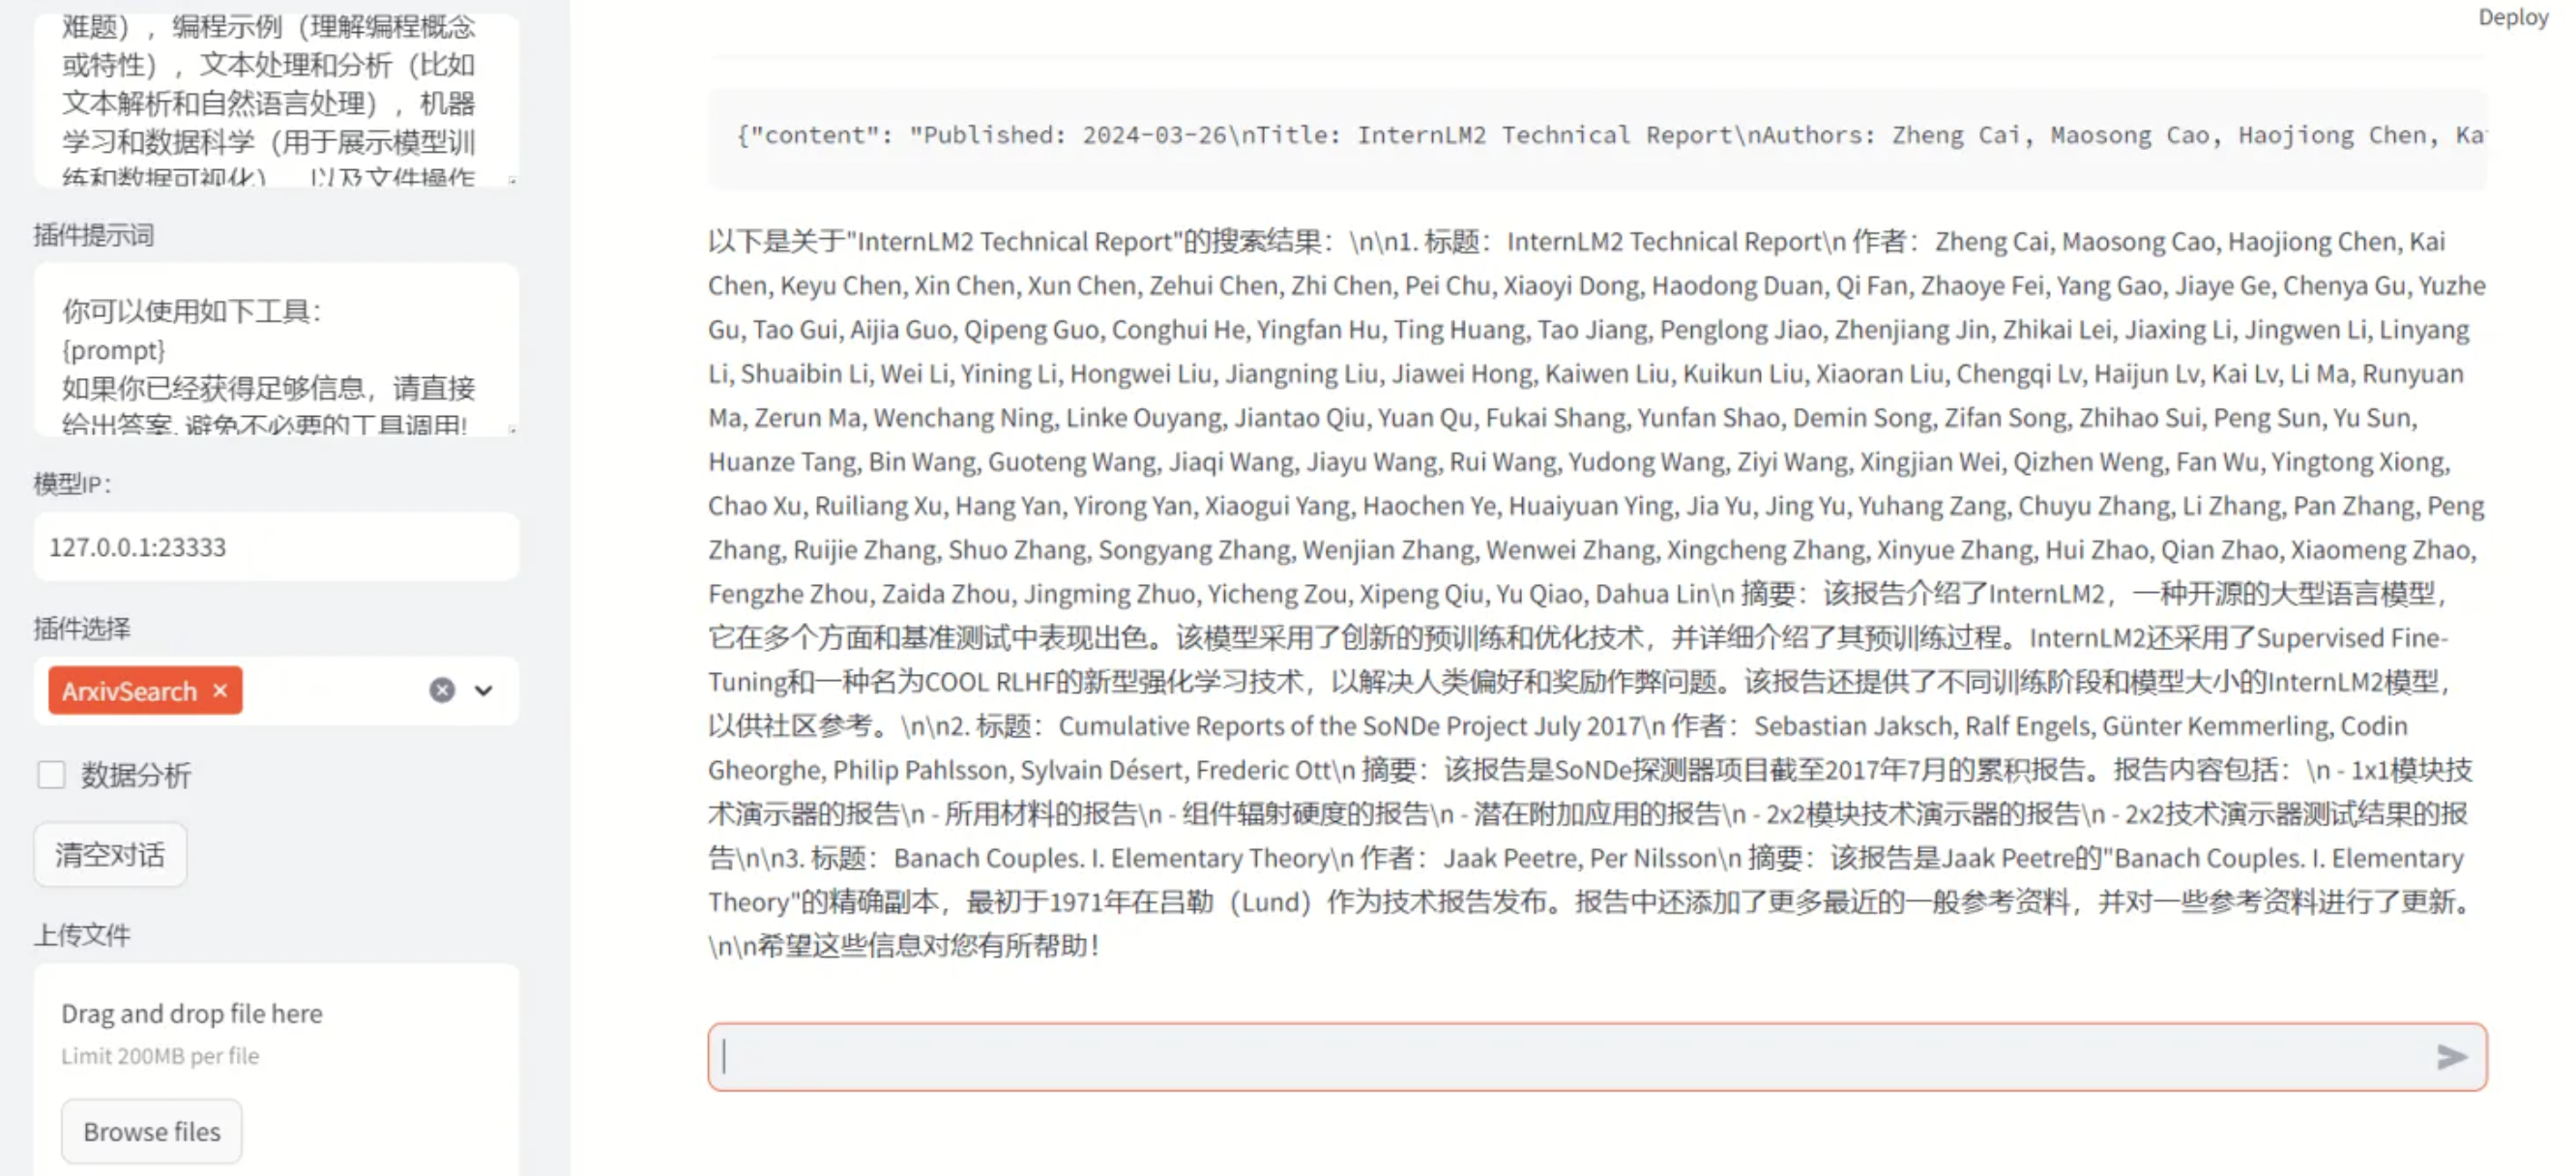 难题），编程示例（理解编程概念
或特性），文本处理和分析（比如
文本解析和自然语言处理），机器
学习和数据科学（用于展示模型训
练和数据可视化），以及文件操作
插件提示词
你可以使用如下工具：
{prompt}
如果你已经获得足够信息，请直接
给出答案. 避免不必要的工具调用!
模型IP：
127.0.0.1:23333
插件选择
ArxivSearch ×
数据分析
清空对话
上传文件
Drag and drop file here
Limit 200MB per file
Browse files
Deploy
{"content": "Published: 2024-03-26\nTitle: InternLM2 Technical Report\nAuthors: Zheng Cai, Maosong Cao, Haojiong Chen, Ka
以下是关于"InternLM2 Technical Report"的搜索结果：\n\n1. 标题：InternLM2 Technical Report\n 作者：Zheng Cai, Maosong Cao, Haojiong Chen, Kai
Chen, Keyu Chen, Xin Chen, Xun Chen, Zehui Chen, Zhi Chen, Pei Chu, Xiaoyi Dong, Haodong Duan, Qi Fan, Zhaoye Fei, Yang Gao, Jiaye Ge, Chenya Gu, Yuzhe
Gu, Tao Gui, Aijia Guo, Qipeng Guo, Conghui He, Yingfan Hu, Ting Huang, Tao Jiang, Penglong Jiao, Zhenjiang Jin, Zhikai Lei, Jiaxing Li, Jingwen Li, Linyang
Li, Shuaibin Li, Wei Li, Yining Li, Hongwei Liu, Jiangning Liu, Jiawei Hong, Kaiwen Liu, Kuikun Liu, Xiaoran Liu, Chengqi Lv, Haijun Lv, Kai Lv, Li Ma, Runyuan
Ma, Zerun Ma, Wenchang Ning, Linke Ouyang, Jiantao Qiu, Yuan Qu, Fukai Shang, Yunfan Shao, Demin Song, Zifan Song, Zhihao Sui, Peng Sun, Yu Sun,
Huanze Tang, Bin Wang, Guoteng Wang, Jiaqi Wang, Jiayu Wang, Rui Wang, Yudong Wang, Ziyi Wang, Xingjian Wei, Qizhen Weng, Fan Wu, Yingtong Xiong,
Chao Xu, Ruiliang Xu, Hang Yan, Yirong Yan, Xiaogui Yang, Haochen Ye, Huaiyuan Ying, Jia Yu, Jing Yu, Yuhang Zang, Chuyu Zhang, Li Zhang, Pan Zhang, Peng
Zhang, Ruijie Zhang, Shuo Zhang, Songyang Zhang, Wenjian Zhang, Wenwei Zhang, Xingcheng Zhang, Xinyue Zhang, Hui Zhao, Qian Zhao, Xiaomeng Zhao,
Fengzhe Zhou, Zaida Zhou, Jingming Zhuo, Yicheng Zou, Xipeng Qiu, Yu Qiao, Dahua Lin\n 摘要：该报告介绍了InternLM2，一种开源的大型语言模型，
它在多个方面和基准测试中表现出色。该模型采用了创新的预训练和优化技术，并详细介绍了其预训练过程。InternLM2还采用了Supervised Fine-
Tuning和一种名为COOL RLHF的新型强化学习技术，以解决人类偏好和奖励作弊问题。该报告还提供了不同训练阶段和模型大小的InternLM2模型，
以供社区参考。\n\n2. 标题：Cumulative Reports of the SoNDe Project July 2017\n 作者：Sebastian Jaksch, Ralf Engels, Günter Kemmerling, Codin
Gheorghe, Philip Pahlsson, Sylvain Désert, Frederic Ott\n 摘要：该报告是SoNDe探测器项目截至2017年7月的累积报告。报告内容包括：\n - 1x1模块技
术演示器的报告\n - 所用材料的报告\n - 组件辐射硬度的报告\n - 潜在附加应用的报告\n - 2x2模块技术演示器的报告\n - 2x2技术演示器测试结果的报
告\n\n3. 标题：Banach Couples. I. Elementary Theory\n 作者：Jaak Peetre, Per Nilsson\n 摘要：该报告是Jaak Peetre的"Banach Couples. I. Elementary
Theory"的精确副本，最初于1971年在吕勒（Lund）作为技术报告发布。报告中还添加了更多最近的一般参考资料，并对一些参考资料进行了更新。
\n\n希望这些信息对您有所帮助！